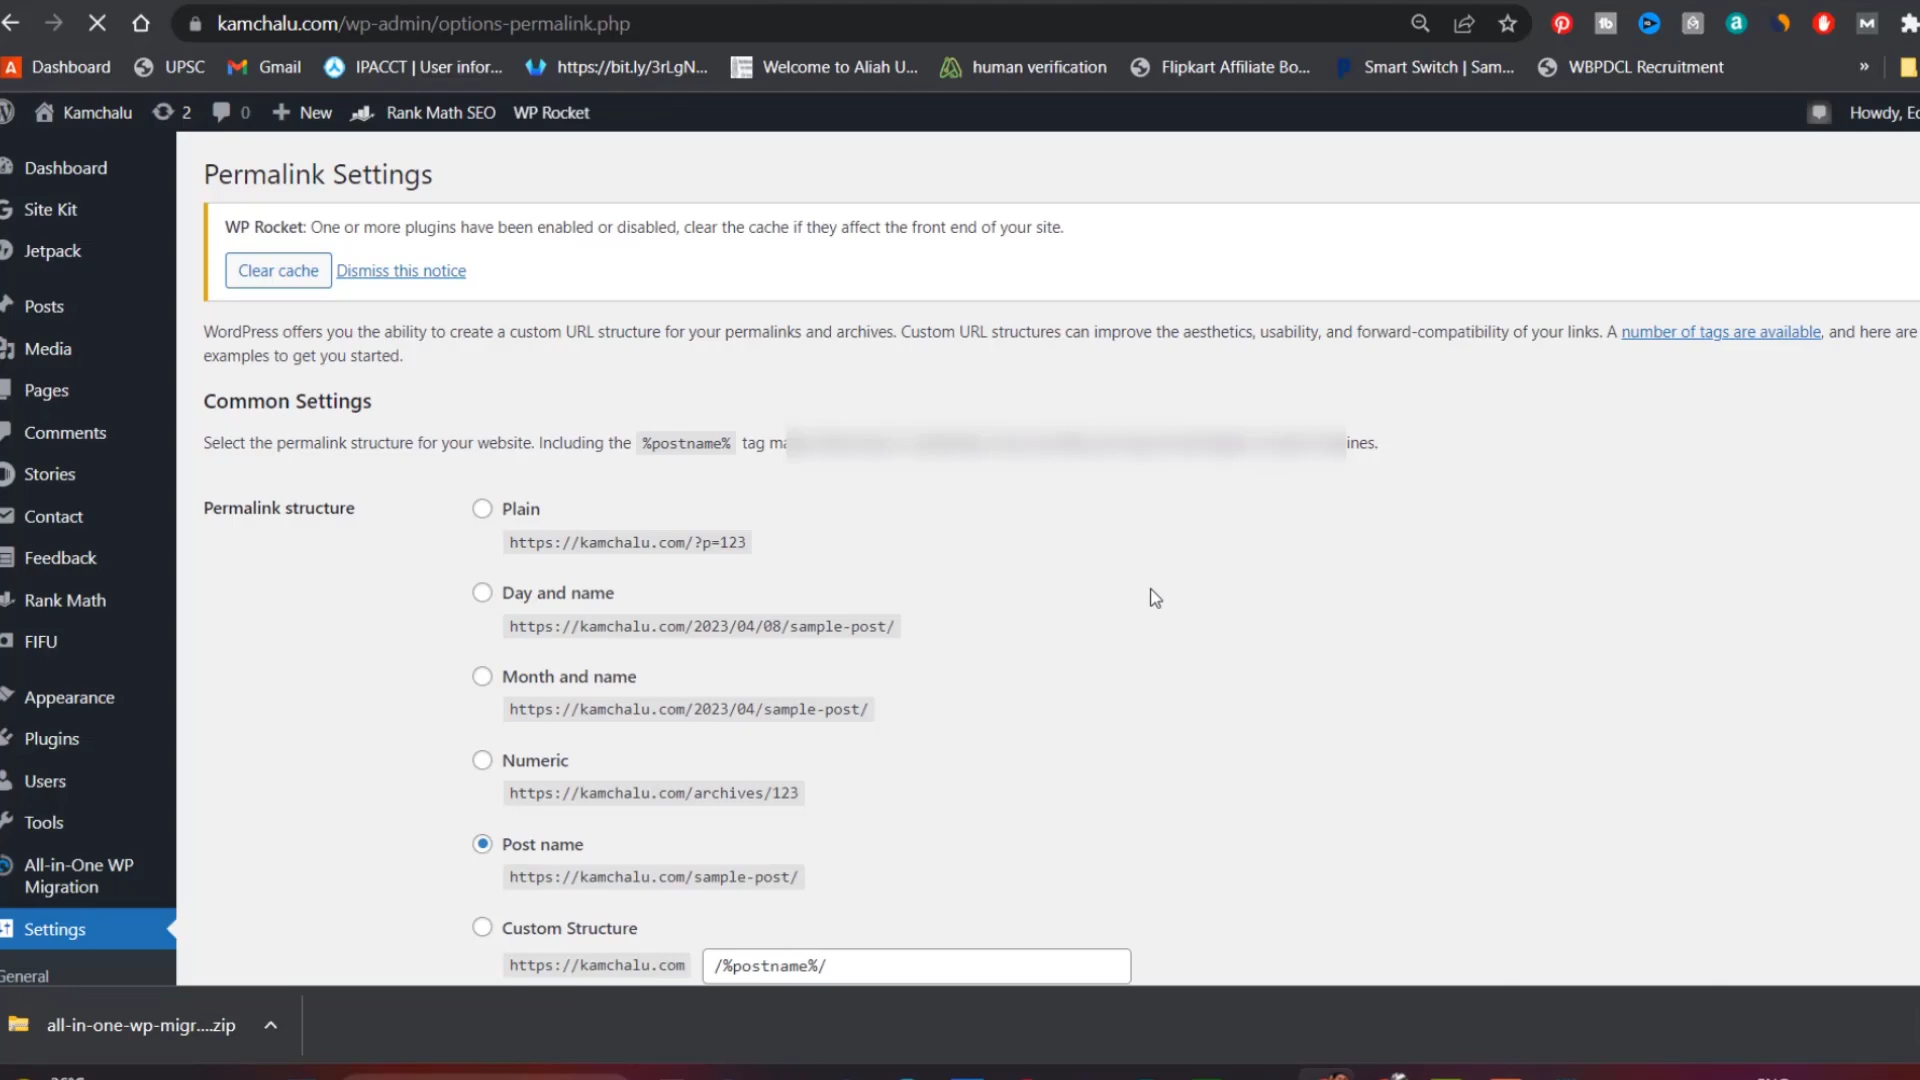 kamchalu.com/wp-admin/options-permalink.php
Dashboard UPSC Gmail IPACCT | User infor... https://bit.ly/3rLgN... Welcome to Aliah U... human verification Flipkart Affiliate Bo... Smart Switch | Sam... WBPDCL Recruitment »
Kamchalu 2 0 New Rank Math SEO WP Rocket Howdy,
Dashboard
Site Kit
Jetpack
Posts
Media
Pages
Comments
Stories
Contact
Feedback
Rank Math
FIFU
Appearance
Plugins
Users
Tools
All-in-One WP
Migration
Settings
General
Permalink Settings
WP Rocket: One or more plugins have been enabled or disabled, clear the cache if they affect the front end of your site.
Clear cache Dismiss this notice
WordPress offers you the ability to create a custom URL structure for your permalinks and archives. Custom URL structures can improve the aesthetics, usability, and forward-compatibility of your links. A number of tags are available, and here are
examples to get you started.
Common Settings
Select the permalink structure for your website. Including the %postname% tag
Permalink structure
Plain
https://kamchalu.com/?p=123
Day and name
https://kamchalu.com/2023/04/08/sample-post/
Month and name
https://kamchalu.com/2023/04/sample-post/
Numeric
https://kamchalu.com/archives/123
Post name
https://kamchalu.com/sample-post/
Custom Structure
https://kamchalu.com /%postname%/
all-in-one-wp-migr....zip